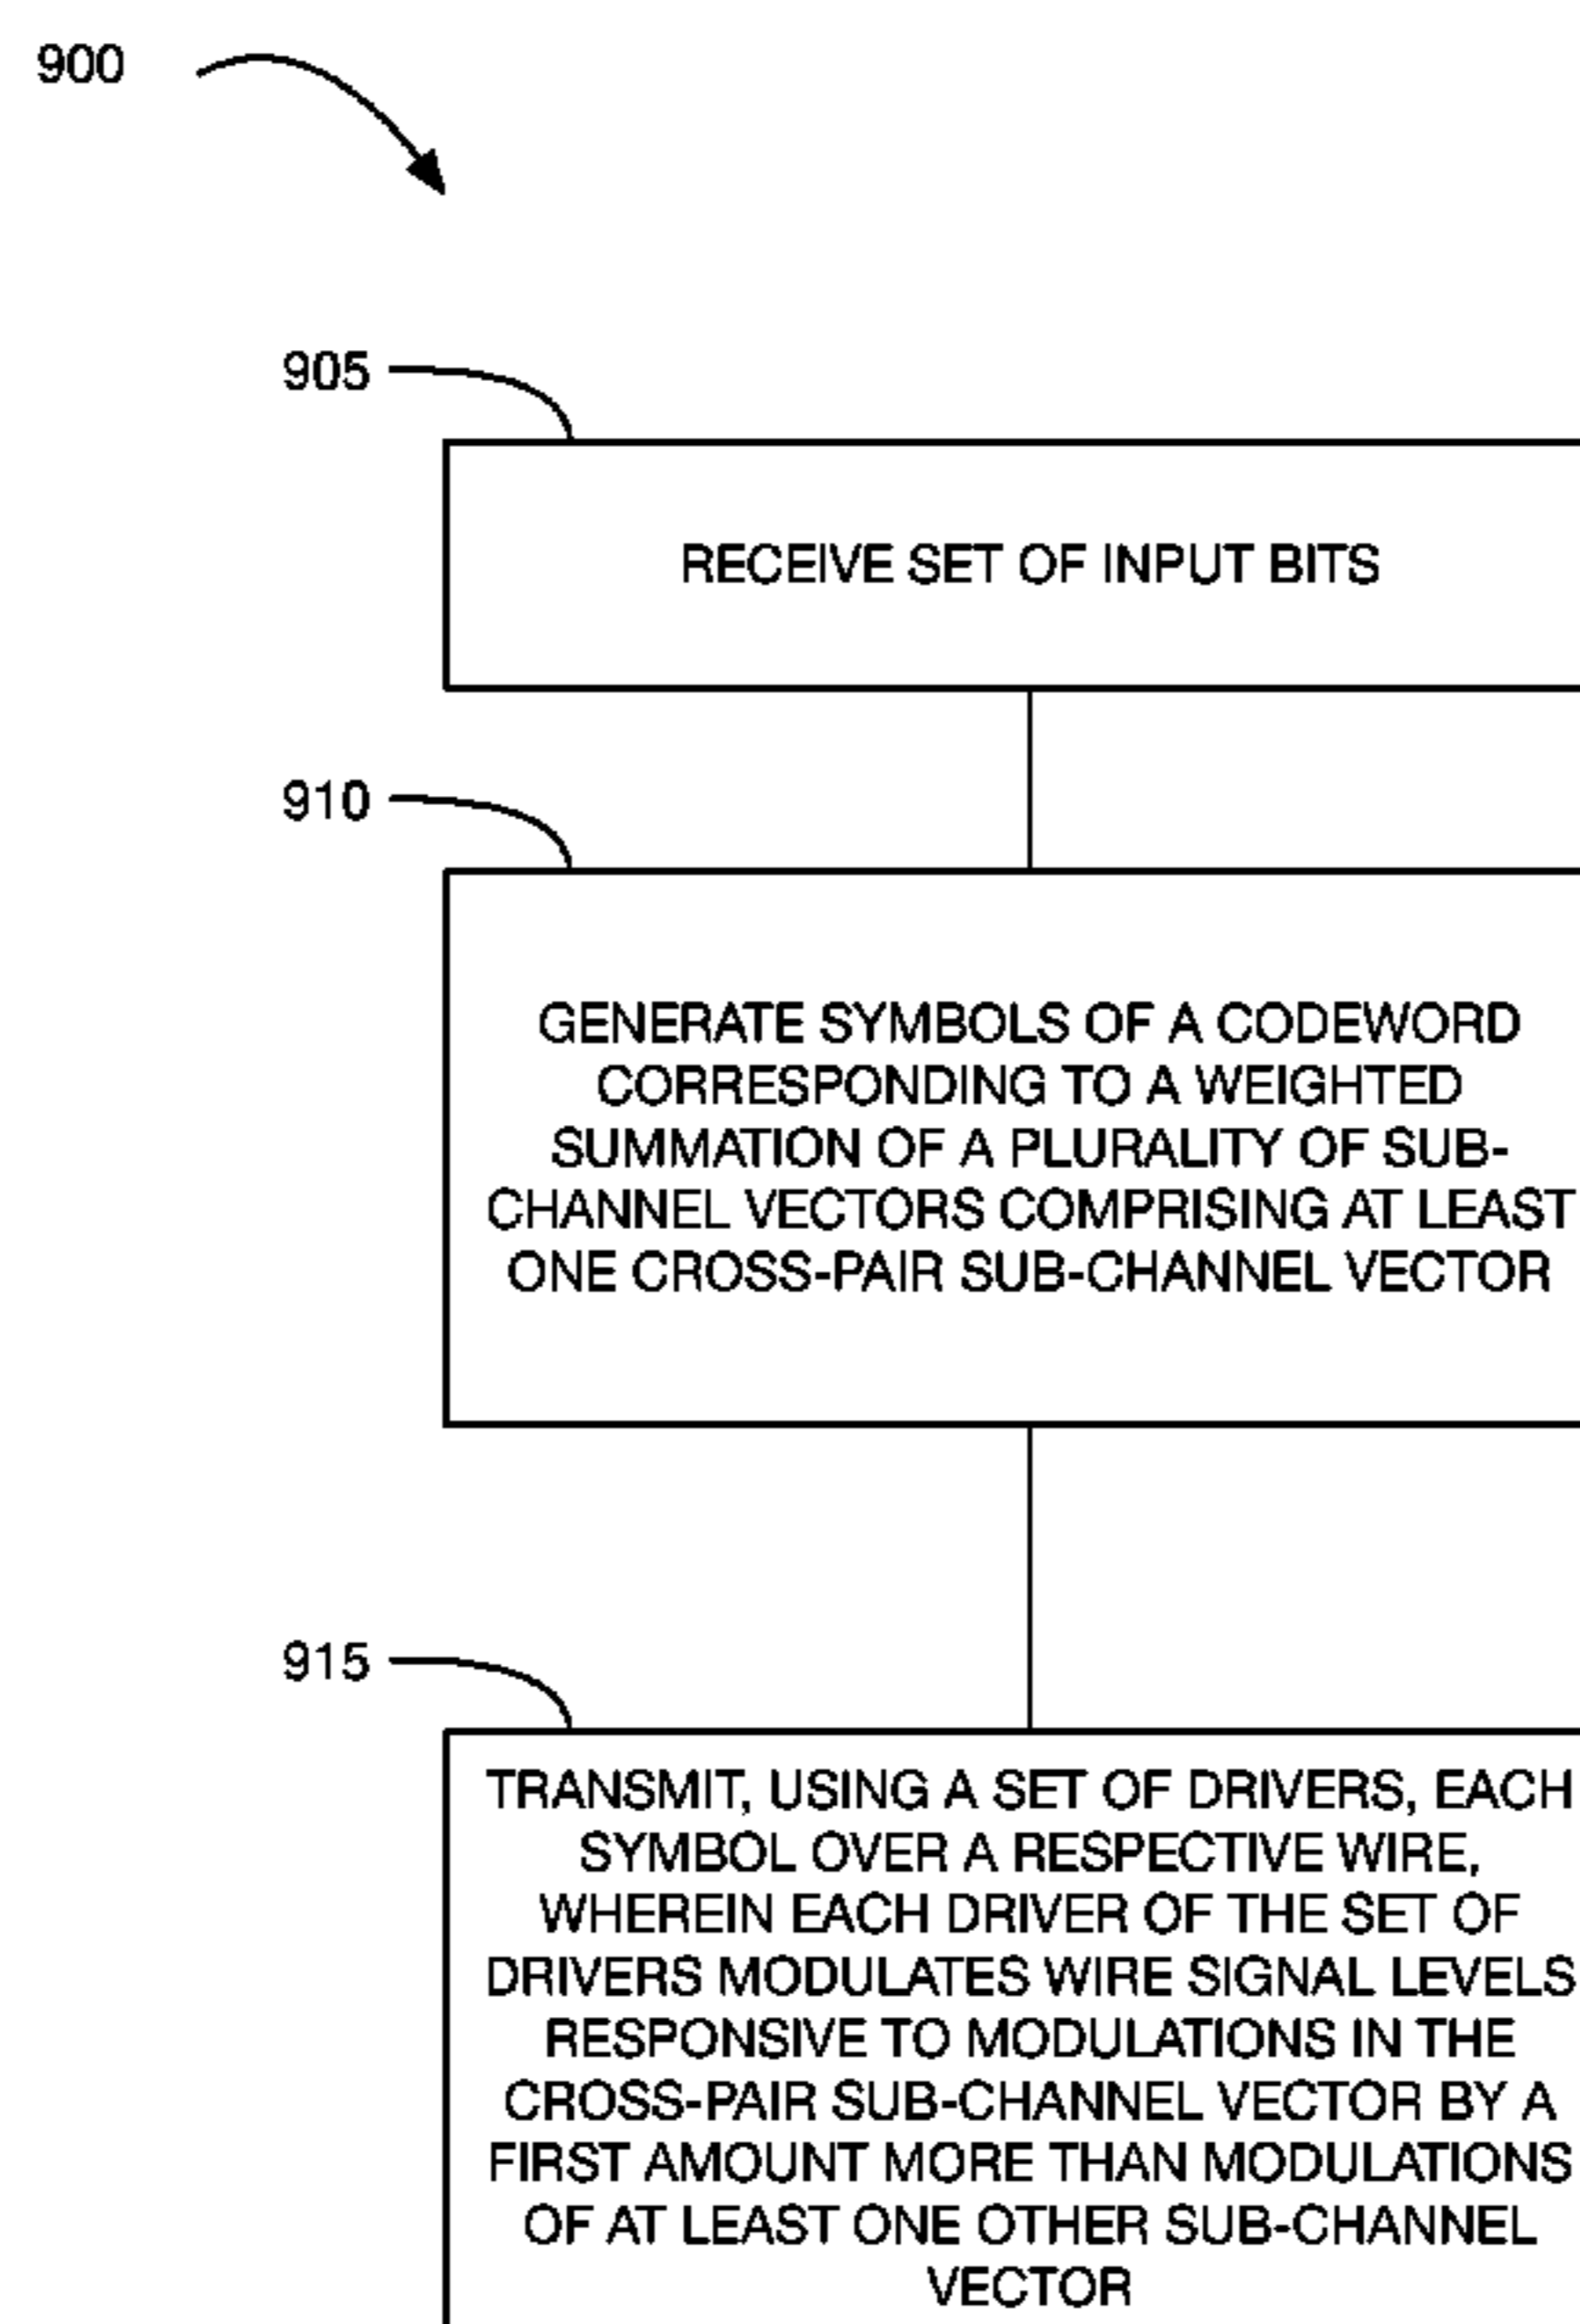 900
905
RECEIVE SET OF INPUT BITS
910
GENERATE SYMBOLS OF A CODEWORD
CORRESPONDING TO A WEIGHTED
SUMMATION OF A PLURALITY OF SUB-
CHANNEL VECTORS COMPRISING AT LEAST
ONE CROSS-PAIR SUB-CHANNEL VECTOR
915
TRANSMIT, USING A SET OF DRIVERS, EACH
SYMBOL OVER A RESPECTIVE WIRE,
WHEREIN EACH DRIVER OF THE SET OF
DRIVERS MODULATES WIRE SIGNAL LEVELS
RESPONSIVE TO MODULATIONS IN THE
CROSS-PAIR SUB-CHANNEL VECTOR BY A
FIRST AMOUNT MORE THAN MODULATIONS
OF AT LEAST ONE OTHER SUB-CHANNEL
VECTOR